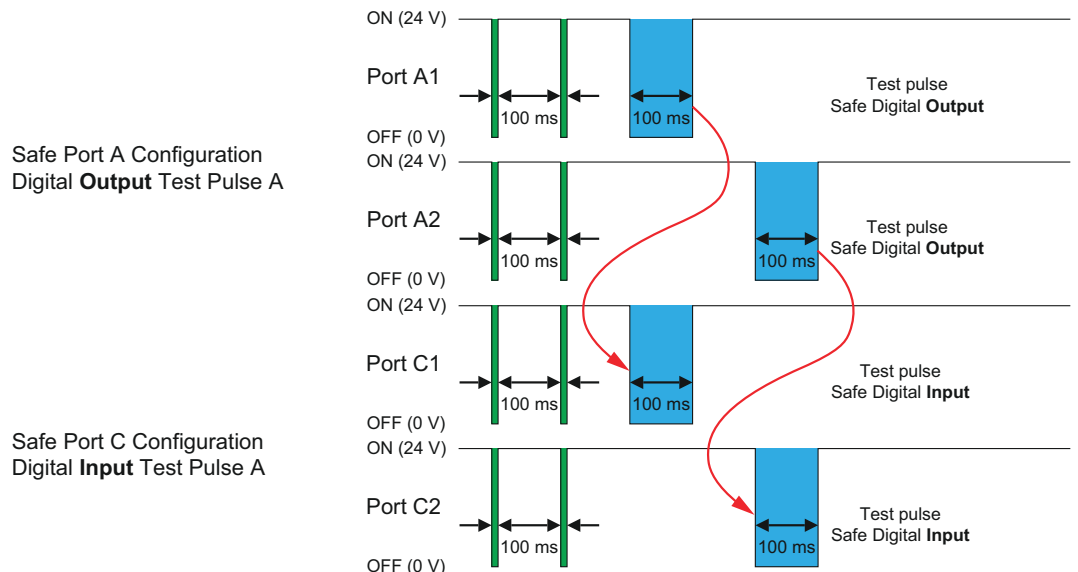 ON (24 V)
Port A1
100 ms
100 ms
Test pulse
Safe Digital Output
OFF (0 V)
Safe Port A Configuration
Digital Output Test Pulse A
ON (24 V)
Port A2
100 ms
100 ms
Test pulse
Safe Digital Output
OFF (0 V)
ON (24 V)
Port C1
100 ms
100 ms
Test pulse
Safe Digital Input
OFF (0 V)
Safe Port C Configuration
Digital Input Test Pulse A
ON (24 V)
Port C2
100 ms
100 ms
Test pulse
Safe Digital Input
OFF (0 V)